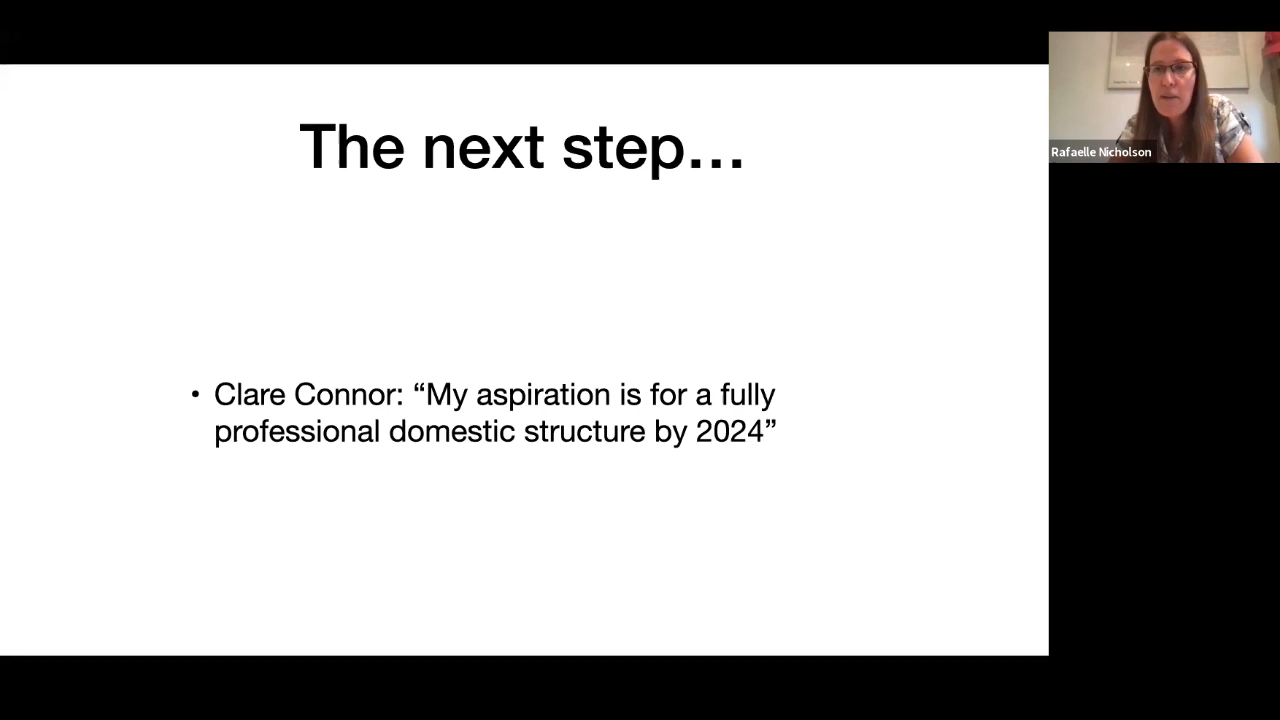 The next step…
• Clare Connor: “My aspiration is for a fully
professional domestic structure by 2024”
Rafaelle Nicholson